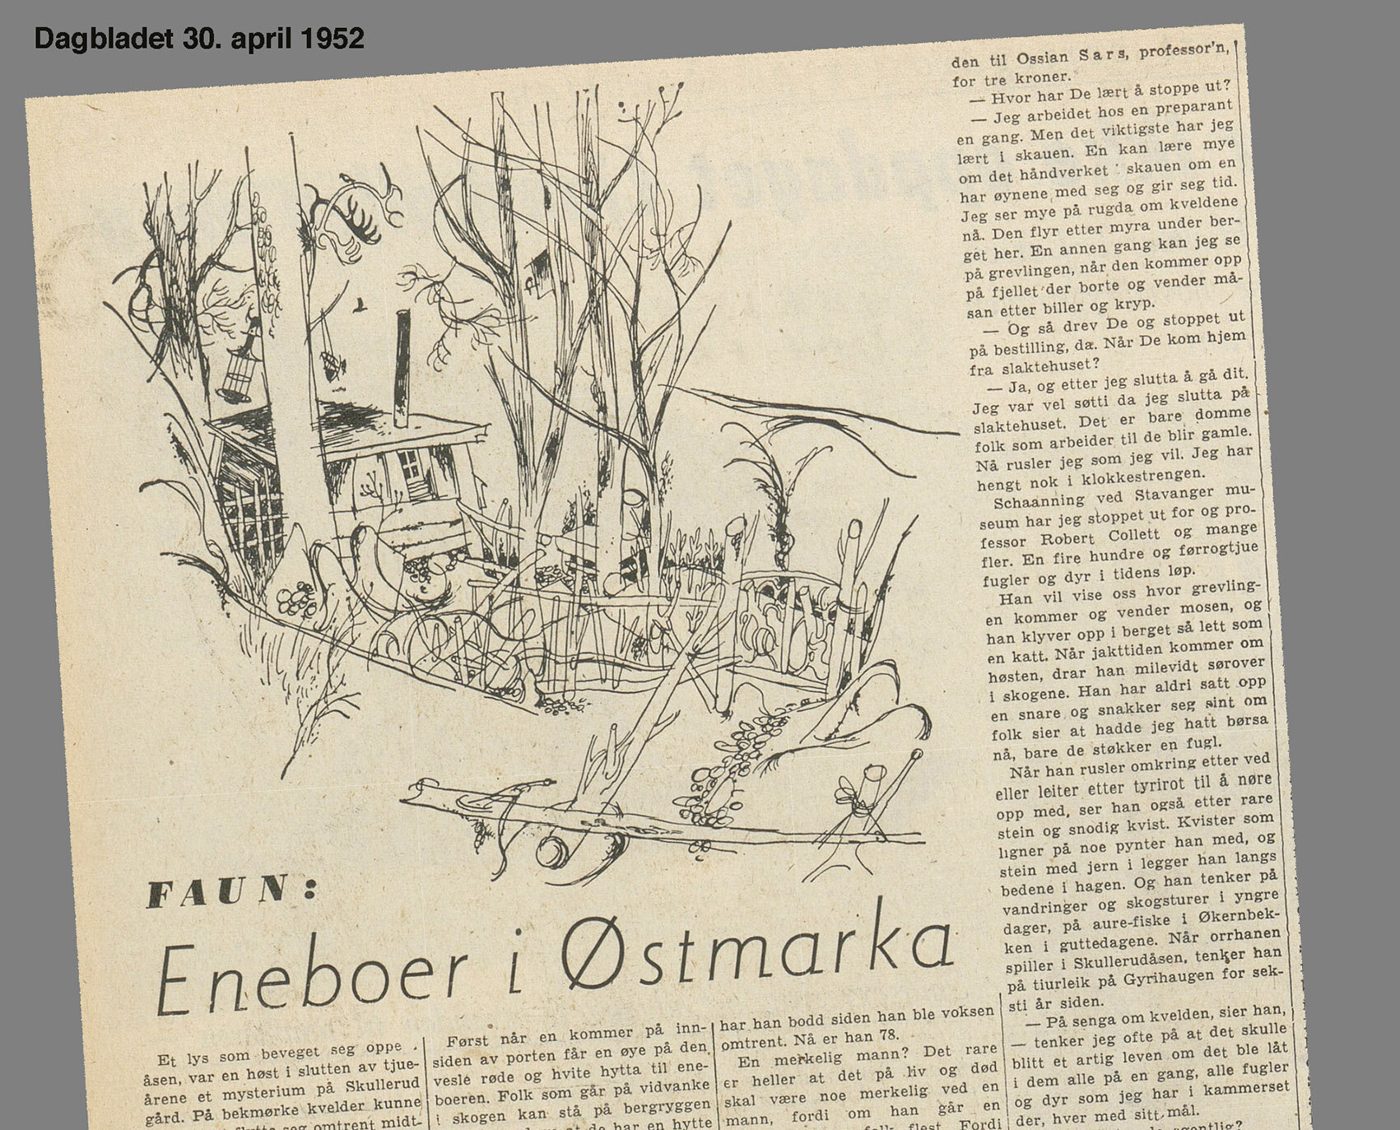 Dagbladet 30. april 1952
FAUN:
Eneboer i Østmarka
Et lys som beveget seg oppe
åsen, var en høst i slutten av tjue-
årene et mysterium på Skullerud
gård. På bekmørke kvelder kunne
seg omtrent midt-
Først når en kommer på inn-
siden av porten får en øye på den
vesle røde og hvite hytta til ene-
boeren. Folk som går på vidvanke
i skogen kan stå på bergryggen
de har en hytte
har han bodd siden han ble voksen
omtrent. Nå er han 78.
En merkelig mann? Det rare
er heller at det på liv og død
skal være noe merkelig ved en
mann, fordi om han går en
folk flest. Fordi
den til Ossian Sars, professor'n,
for tre kroner.
— Hvor har De lært å stoppe ut?
— Jeg arbeidet hos en preparant
en gang. Men det viktigste har jeg
lært i skauen. En kan lære mye
om det håndverket skauen om en
har øynene med seg og gir seg tid.
Jeg ser mye på rugda om kveldene
nå. Den flyr etter myra under ber-
get her. En annen gang kan jeg se
på grevlingen, når den kommer opp
på fjellet der borte og vender må-
san etter biller og kryp.
— Og så drev De og stoppet ut
på bestilling, da. Når De kom hjem
fra slaktehuset?
— Ja, og etter jeg slutta å gå dit.
Jeg var vel søtti da jeg slutta på
slaktehuset. Det er bare domme
folk som arbeider til de blir gamle.
Nå rusler jeg som jeg vil. Jeg har
hengt nok i klokkestrengen.
Schaanning ved Stavanger mu-
seum har jeg stoppet ut for og pro-
fessor Robert Collett og mange
fler. En fire hundre og førrogtjue
fugler og dyr i tidens løp.
Han vil vise oss hvor grevling-
en kommer og vender mosen, og
han klyver opp i berget så lett som
en katt. Når jakttiden kommer om
høsten, drar han milevidt sørover
i skogene. Han har aldri satt opp
en snare og snakker seg sint om
folk sier at hadde jeg hatt børsa
nå, bare de støkker en fugl.
Når han rusler omkring etter ved
eller leiter etter tyrirot til å nøre
opp med, ser han også etter rare
stein og snodig kvist. Kvister som
ligner på noe pynter han med, og
stein med jern i legger han langs
bedene i hagen. Og han tenker på
vandringer og skogsturer i yngre
dager, på aure-fiske i Økernbek-
ken i guttedagene. Når orrhanen
spiller i Skullerudåsen, tenker han
på tiurleik på Gyrihaugen for sek-
sti år siden.
— På senga om kvelden, sier han,
— tenker jeg ofte på at det skulle
blitt et artig leven om det ble låt
i dem alle på en gang, alle fugler
og dyr som jeg har i kammerset
der, hver med sitt mål.